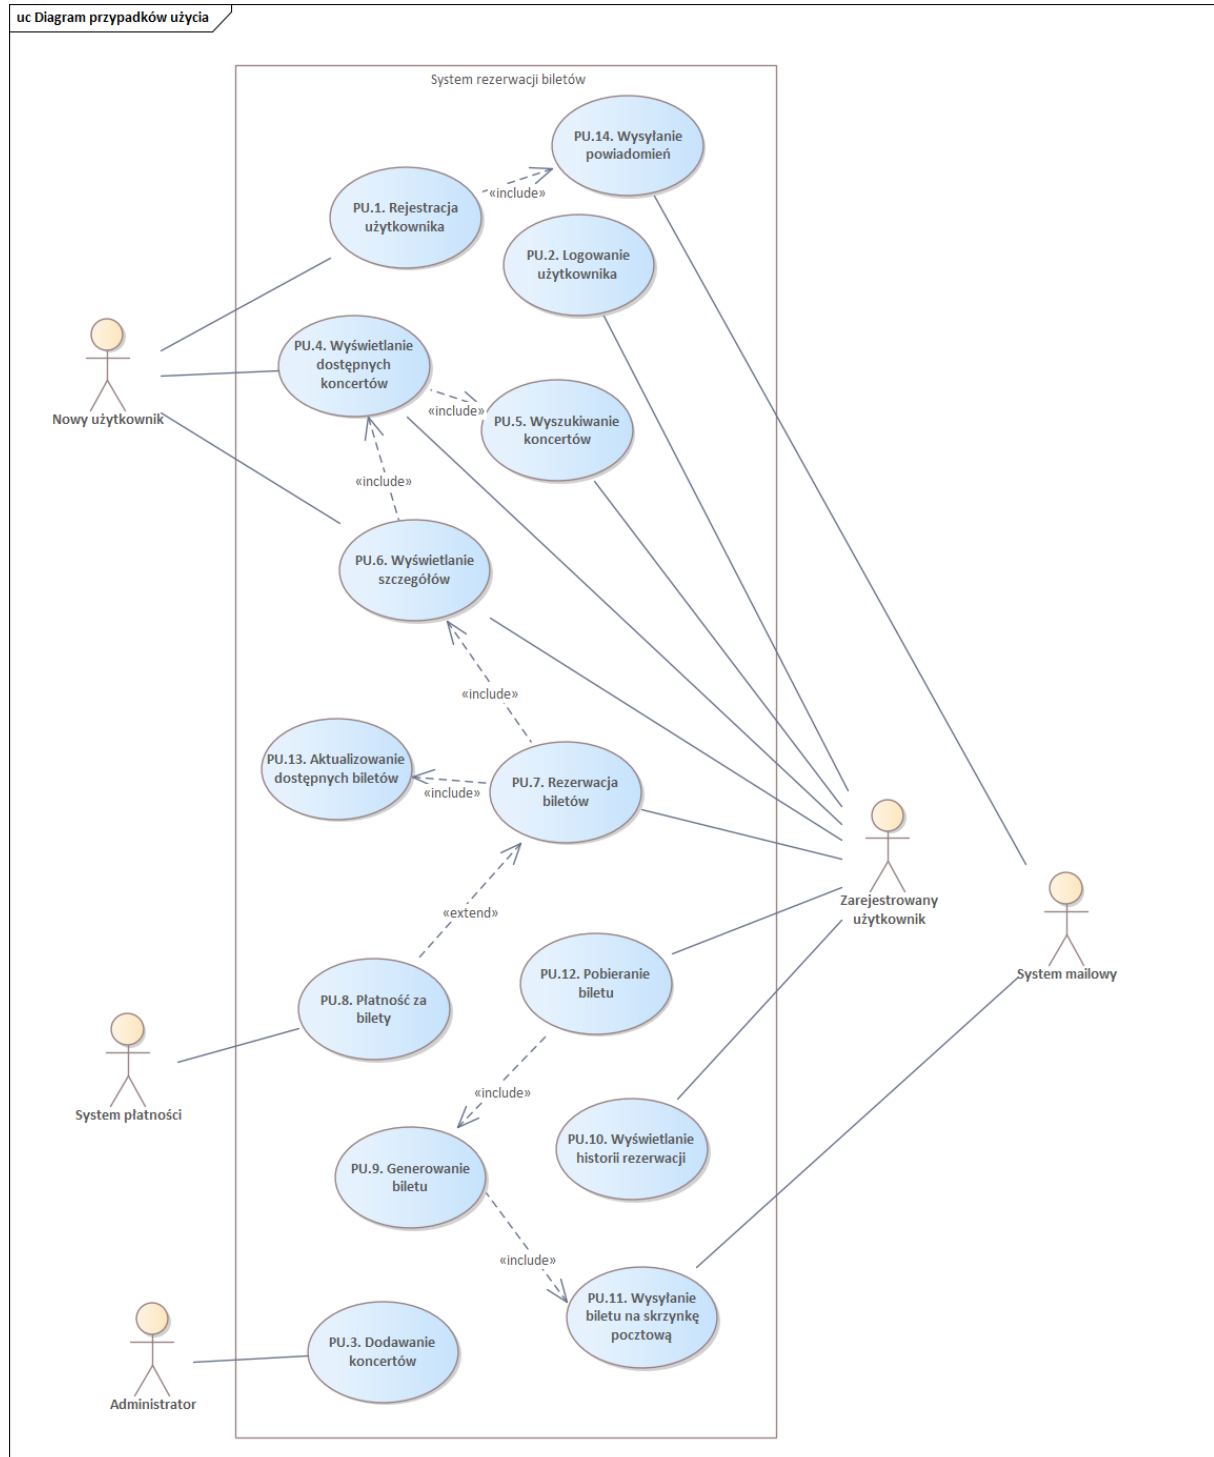 uc Diagram przypadków użycia
System rezerwacji biletów
PU.14. Wysyłanie
powiadomień
«include»
PU.1. Rejestracja
użytkownika
PU.2. Logowanie
użytkownika
PU.4. Wyświetlanie
dostępnych
koncertów
«include»
PU.5. Wyszukiwanie
koncertów
Nowy użytkownik
«include»
PU.6. Wyświetlanie
szczegółów
«include»
PU.13. Aktualizowanie
dostępnych biletów
«include»
PU.7. Rezerwacja
biletów
Zarejestrowany
użytkownik
«extend»
System mailowy
PU.12. Pobieranie
biletu
PU.8. Płatność za
bilety
System płatności
«include»
PU.10. Wyświetlanie
historii rezerwacji
PU.9. Generowanie
biletu
«include»
PU.11. Wysyłanie
biletu na skrzynkę
pocztową
PU.3. Dodawanie
koncertów
Administrator